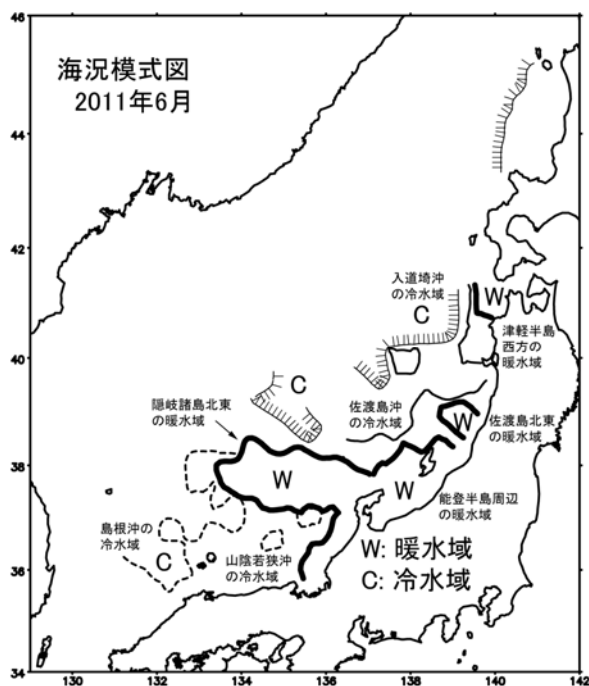 海況模式図
2011年6月
46
44
42
40
38
36
34
130
132
134
136
138
140
142
入道埼沖
の冷水域
C
W
津軽半島
西方の
暖水域
C
隠岐諸島北東
の暖水域
佐渡島沖
の冷水域
W
佐渡島北東
の暖水域
W
W
能登半島周辺
の暖水域
島根沖の
冷水域
C
山陰若狭沖
の冷水域
W: 暖水域
C: 冷水域